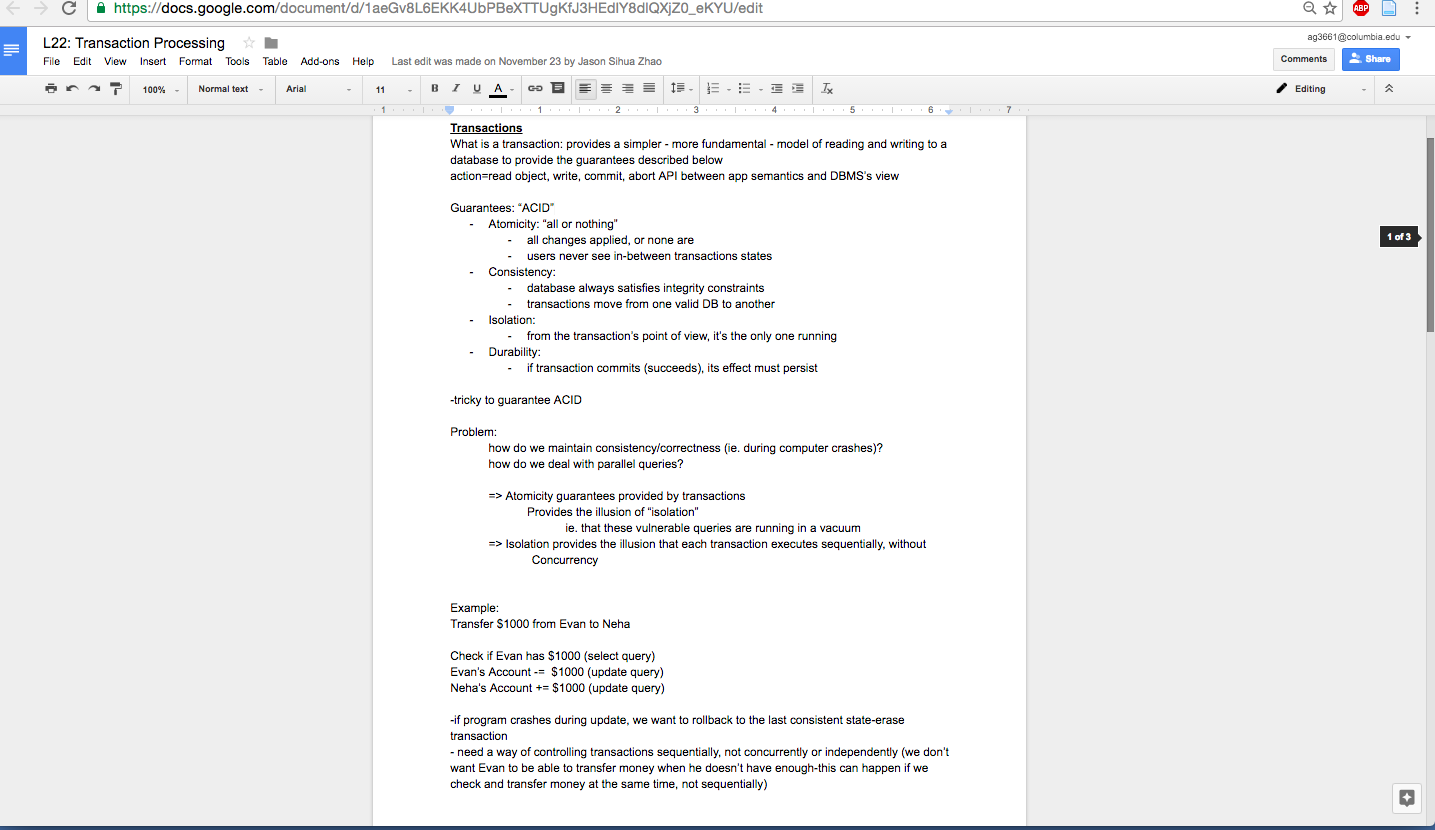 https://docs.google.com/document/d/1aeGv8L6EKK4UbPBeXTTUgKfJ3HEdlY8dlQXjZ0_eKYU/edit
ABP
L22: Transaction Processing
ag3661@columbia.edu
File Edit View Insert Format Tools Table Add-ons Help Last edit was made on November 23 by Jason Sihua Zhao
Comments Share
100% Normal text Arial 11 B I U A Editing
1 1 2 3 4 5 6 7
Transactions
What is a transaction: provides a simpler - more fundamental - model of reading and writing to a
database to provide the guarantees described below
action=read object, write, commit, abort API between app semantics and DBMS's view
Guarantees: "ACID"
- Atomicity: "all or nothing"
- all changes applied, or none are
- users never see in-between transactions states
- Consistency:
- database always satisfies integrity constraints
- transactions move from one valid DB to another
- Isolation:
- from the transaction's point of view, it's the only one running
- Durability:
- if transaction commits (succeeds), its effect must persist
-tricky to guarantee ACID
Problem:
how do we maintain consistency/correctness (ie. during computer crashes)?
how do we deal with parallel queries?
=> Atomicity guarantees provided by transactions
Provides the illusion of "isolation"
ie. that these vulnerable queries are running in a vacuum
=> Isolation provides the illusion that each transaction executes sequentially, without
Concurrency
Example:
Transfer $1000 from Evan to Neha
Check if Evan has $1000 (select query)
Evan's Account -= $1000 (update query)
Neha's Account += $1000 (update query)
-if program crashes during update, we want to rollback to the last consistent state-erase
transaction
- need a way of controlling transactions sequentially, not concurrently or independently (we don't
want Evan to be able to transfer money when he doesn't have enough-this can happen if we
check and transfer money at the same time, not sequentially)
1 of 3